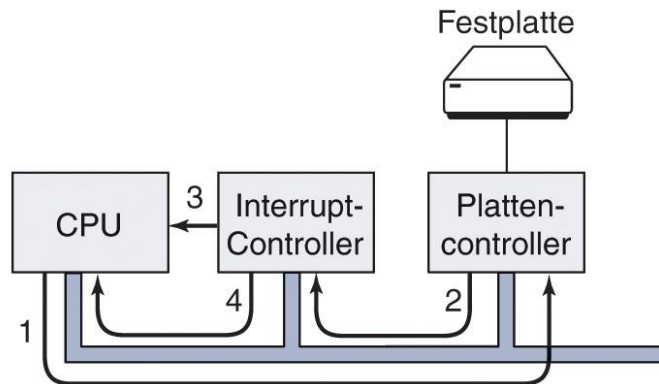 Festplatte
CPU
3
Interrupt-
Controller
Platten-
controller
1
4
2